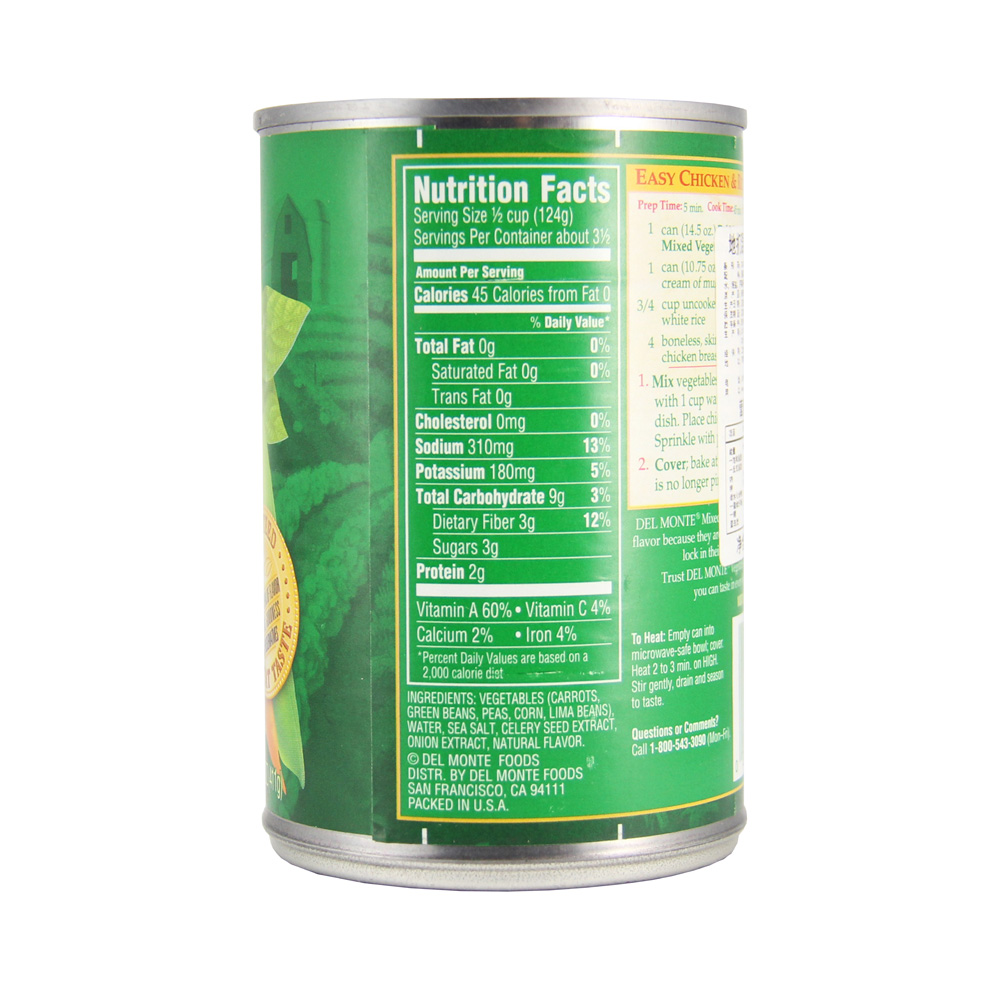 Nutrition Facts
Serving Size ½ cup (124g)
Servings Per Container about 3½
Amount Per Serving
Calories 45 Calories from Fat 0
% Daily Value*
Total Fat 0g 0%
Saturated Fat 0g 0%
Trans Fat 0g
Cholesterol 0mg 0%
Sodium 310mg 13%
Potassium 180mg 5%
Total Carbohydrate 9g 3%
Dietary Fiber 3g 12%
Sugars 3g
Protein 2g
Vitamin A 60% • Vitamin C 4%
Calcium 2% • Iron 4%
*Percent Daily Values are based on a
2,000 calorie diet
INGREDIENTS: VEGETABLES (CARROTS,
GREEN BEANS, PEAS, CORN, LIMA BEANS),
WATER, SEA SALT, CELERY SEED EXTRACT,
ONION EXTRACT, NATURAL FLAVOR.
© DEL MONTE FOODS
DISTR. BY DEL MONTE FOODS
SAN FRANCISCO, CA 94111
PACKED IN U.S.A.
EASY CHICKEN &
Prep Time: 5 min. Cook Time:
1 can (14.5 oz.)
Mixed Vege
1 can (10.75 oz
cream of mu
3/4 cup uncooke
white rice
4 boneless, ski
chicken breas
1. Mix vegetables
with 1 cup wa
dish. Place chi
Sprinkle with
2. Cover; bake at
is no longer pi
DEL MONTE® Mixed
flavor because they ar
lock in the
Trust DEL MONTE
you can taste
To Heat: Empty can into
microwave-safe bowl; cover.
Heat 2 to 3 min. on HIGH.
Stir gently, drain and season
to taste.
Questions or Comments?
Call 1-800-543-3090 (Mon-Fri).
TASTE
411g)